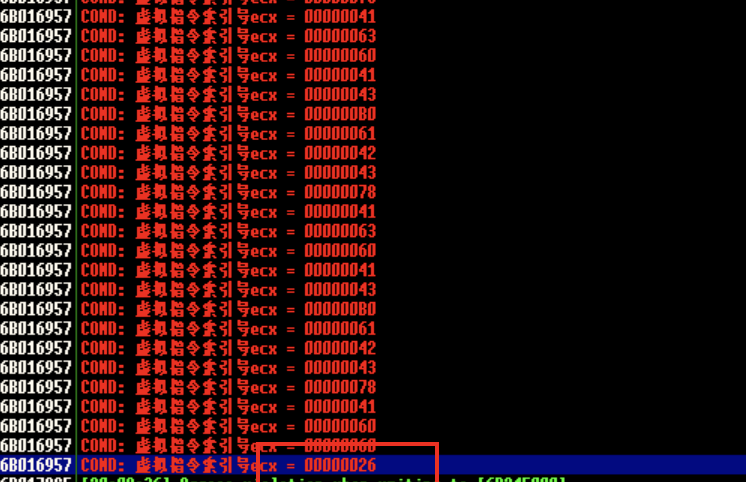 6B016957 COND: 虚拟指令索引号ecx = 00000041
6B016957 COND: 虚拟指令索引号ecx = 00000063
6B016957 COND: 虚拟指令索引号ecx = 00000060
6B016957 COND: 虚拟指令索引号ecx = 00000041
6B016957 COND: 虚拟指令索引号ecx = 00000043
6B016957 COND: 虚拟指令索引号ecx = 000000B0
6B016957 COND: 虚拟指令索引号ecx = 00000061
6B016957 COND: 虚拟指令索引号ecx = 00000042
6B016957 COND: 虚拟指令索引号ecx = 00000043
6B016957 COND: 虚拟指令索引号ecx = 00000078
6B016957 COND: 虚拟指令索引号ecx = 00000041
6B016957 COND: 虚拟指令索引号ecx = 00000063
6B016957 COND: 虚拟指令索引号ecx = 00000060
6B016957 COND: 虚拟指令索引号ecx = 00000041
6B016957 COND: 虚拟指令索引号ecx = 00000043
6B016957 COND: 虚拟指令索引号ecx = 000000B0
6B016957 COND: 虚拟指令索引号ecx = 00000061
6B016957 COND: 虚拟指令索引号ecx = 00000042
6B016957 COND: 虚拟指令索引号ecx = 00000043
6B016957 COND: 虚拟指令索引号ecx = 00000078
6B016957 COND: 虚拟指令索引号ecx = 00000041
6B016957 COND: 虚拟指令索引号ecx = 00000060
6B016957 COND: 虚拟指令索引号ecx = 00000060
6B016957 COND: 虚拟指令索引号ecx = 00000026